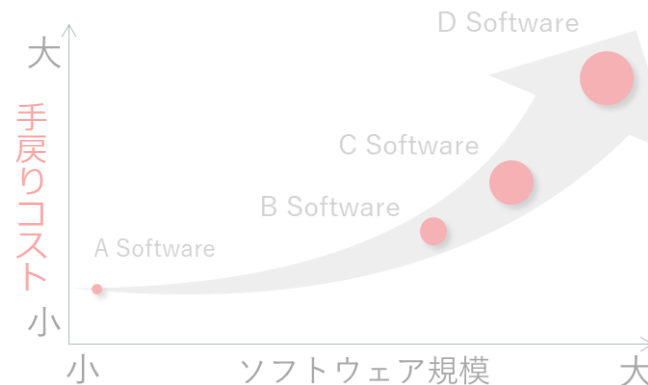 D Software
大
C Software
手戻りコスト
B Software
A Software
小
小
ソフトウェア規模
大